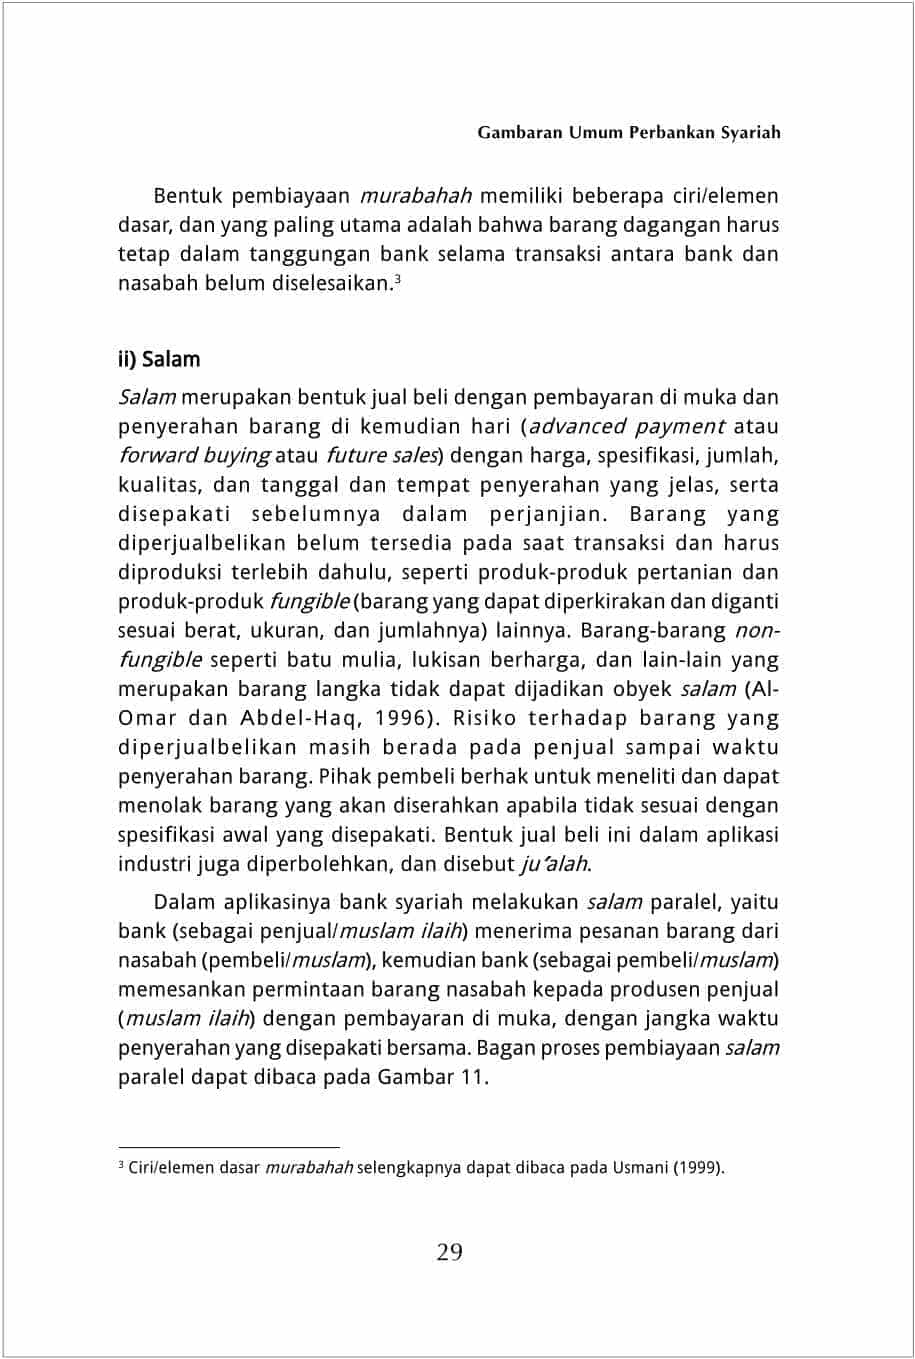 Gambaran Umum Perbankan Syariah
Bentuk pembiayaan murabahah memiliki beberapa ciri/elemen
dasar, dan yang paling utama adalah bahwa barang dagangan harus
tetap dalam tanggungan bank selama transaksi antara bank dan
nasabah belum diselesaikan.³
ii) Salam
Salam merupakan bentuk jual beli dengan pembayaran di muka dan
penyerahan barang di kemudian hari (advanced payment atau
forward buying atau future sales) dengan harga, spesifikasi, jumlah,
kualitas, dan tanggal dan tempat penyerahan yang jelas, serta
disepakati sebelumnya dalam perjanjian. Barang yang
diperjualbelikan belum tersedia pada saat transaksi dan harus
diproduksi terlebih dahulu, seperti produk-produk pertanian dan
produk-produk fungible (barang yang dapat diperkirakan dan diganti
sesuai berat, ukuran, dan jumlahnya) lainnya. Barang-barang non-
fungible seperti batu mulia, lukisan berharga, dan lain-lain yang
merupakan barang langka tidak dapat dijadikan obyek salam (Al-
Omar dan Abdel-Haq, 1996). Risiko terhadap barang yang
diperjualbelikan masih berada pada penjual sampai waktu
penyerahan barang. Pihak pembeli berhak untuk meneliti dan dapat
menolak barang yang akan diserahkan apabila tidak sesuai dengan
spesifikasi awal yang disepakati. Bentuk jual beli ini dalam aplikasi
industri juga diperbolehkan, dan disebut ju’alah.
Dalam aplikasinya bank syariah melakukan salam paralel, yaitu
bank (sebagai penjual/muslam ilaih) menerima pesanan barang dari
nasabah (pembeli/muslam), kemudian bank (sebagai pembeli/muslam)
memesankan permintaan barang nasabah kepada produsen penjual
(muslam ilaih) dengan pembayaran di muka, dengan jangka waktu
penyerahan yang disepakati bersama. Bagan proses pembiayaan salam
paralel dapat dibaca pada Gambar 11.
³ Ciri/elemen dasar murabahah selengkapnya dapat dibaca pada Usmani (1999).
29